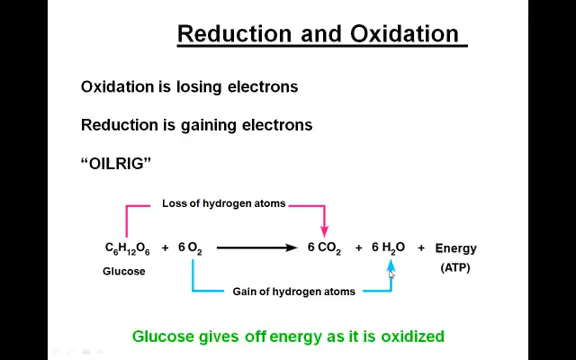 Reduction and Oxidation
Oxidation is losing electrons
Reduction is gaining electrons
“OILRIG”
Loss of hydrogen atoms
C₆H₁₂O₆ + 6 O₂ → 6 CO₂ + 6 H₂O + Energy
Glucose (ATP)
Gain of hydrogen atoms
Glucose gives off energy as it is oxidized